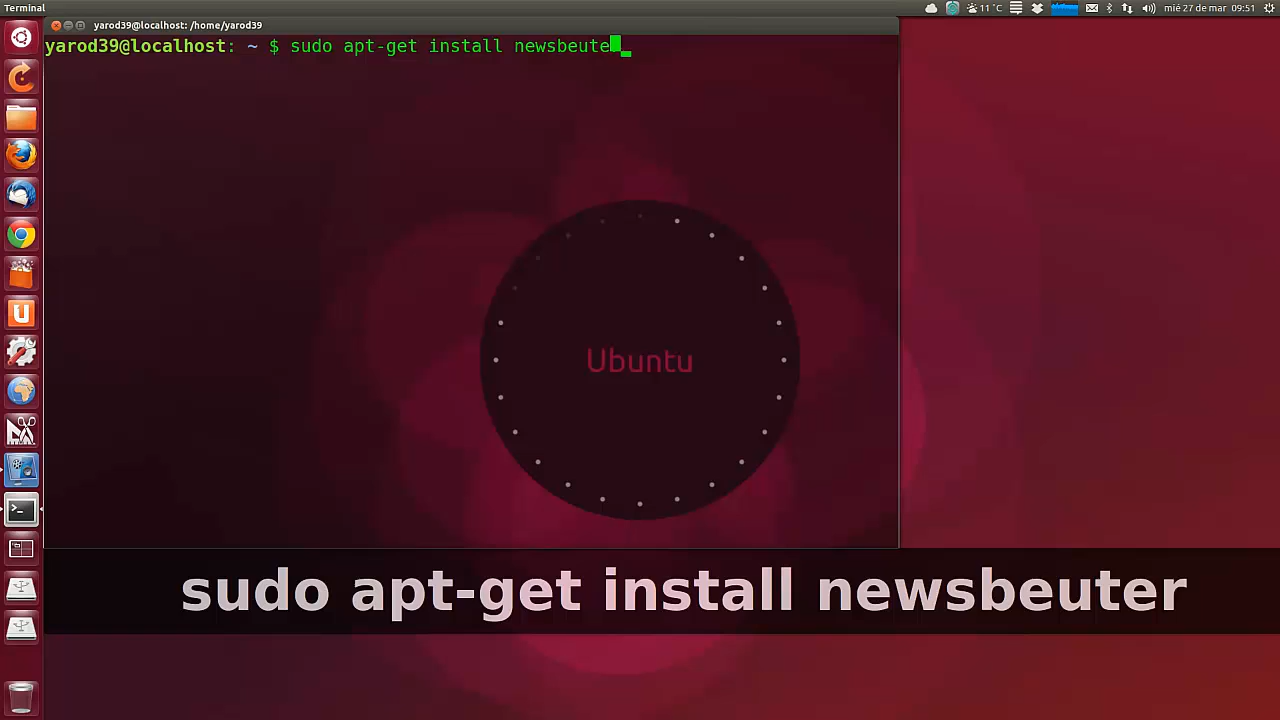 Terminal
11 °C
mié 27 de mar 09:51
yarod39@localhost: /home/yarod39
yarod39@localhost: ~ $ sudo apt-get install newsbeute
Ubuntu
sudo apt-get install newsbeuter